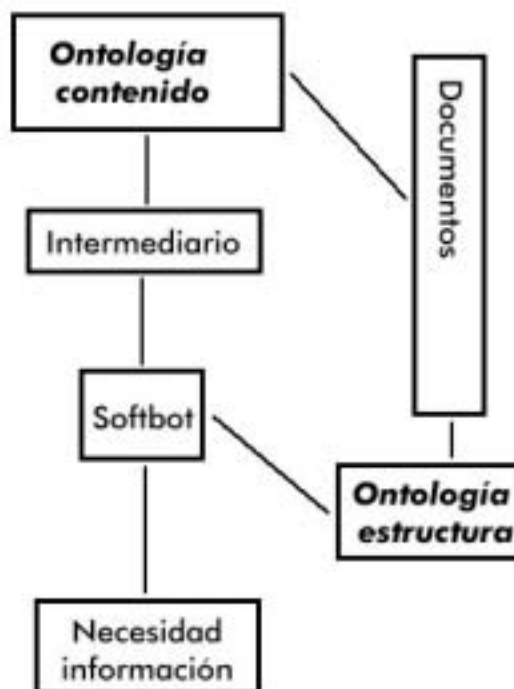 Ontología
contenido
Documentos
Intermediario
Softbot
Ontología
estructura
Necesidad
información